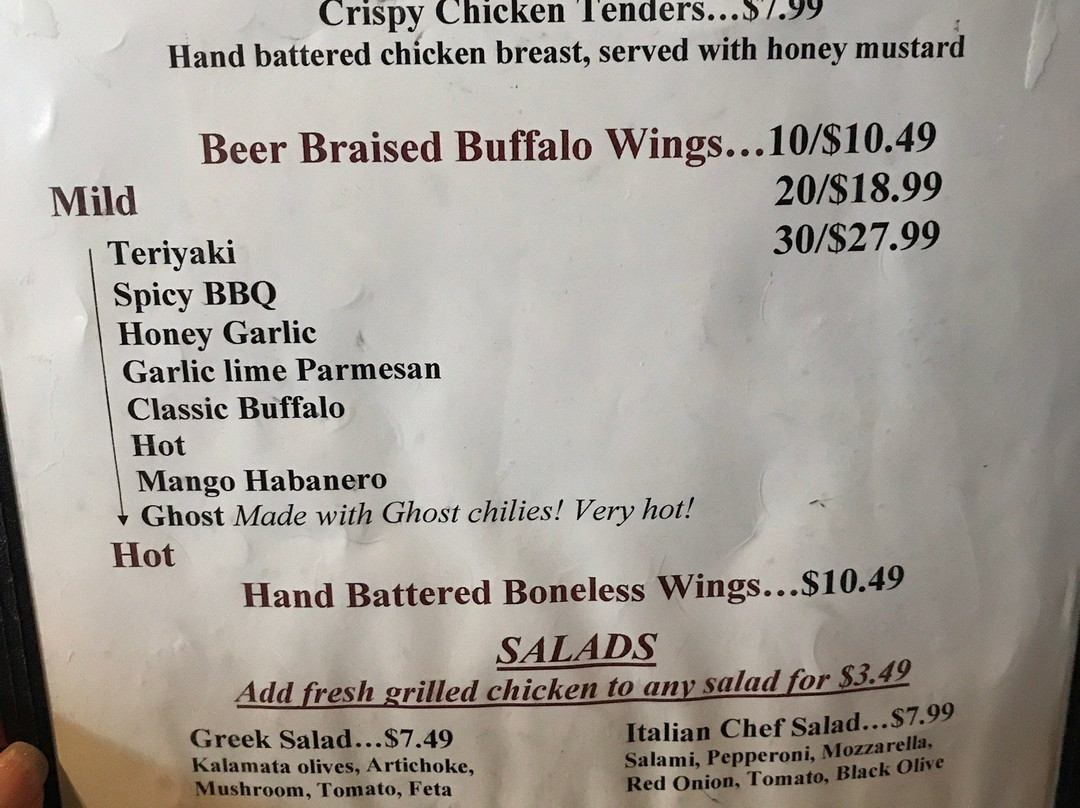 Crispy Chicken Tenders...$7.99
Hand battered chicken breast, served with honey mustard
Beer Braised Buffalo Wings...10/$10.49
20/$18.99
30/$27.99
Mild
Teriyaki
Spicy BBQ
Honey Garlic
Garlic lime Parmesan
Classic Buffalo
Hot
Mango Habanero
Ghost Made with Ghost chilies! Very hot!
Hot
Hand Battered Boneless Wings...$10.49
SALADS
Add fresh grilled chicken to any salad for $3.49
Greek Salad...$7.49
Kalamata olives, Artichoke,
Mushroom, Tomato, Feta
Italian Chef Salad...$7.99
Salami, Pepperoni, Mozzarella,
Red Onion, Tomato, Black Olive